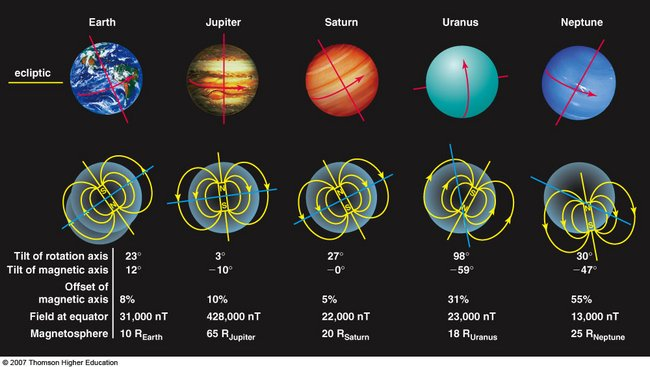 Earth Jupiter Saturn Uranus Neptune
ecliptic
S N N S N S N S N S
Tilt of rotation axis 23° 3° 27° 98° 30°
Tilt of magnetic axis 12° −10° −0° −59° −47°
Offset of
magnetic axis 8% 10% 5% 31% 55%
Field at equator 31,000 nT 428,000 nT 22,000 nT 23,000 nT 13,000 nT
Magnetosphere 10 REarth 65 RJupiter 20 RSaturn 18 RUranus 25 RNeptune
© 2007 Thomson Higher Education